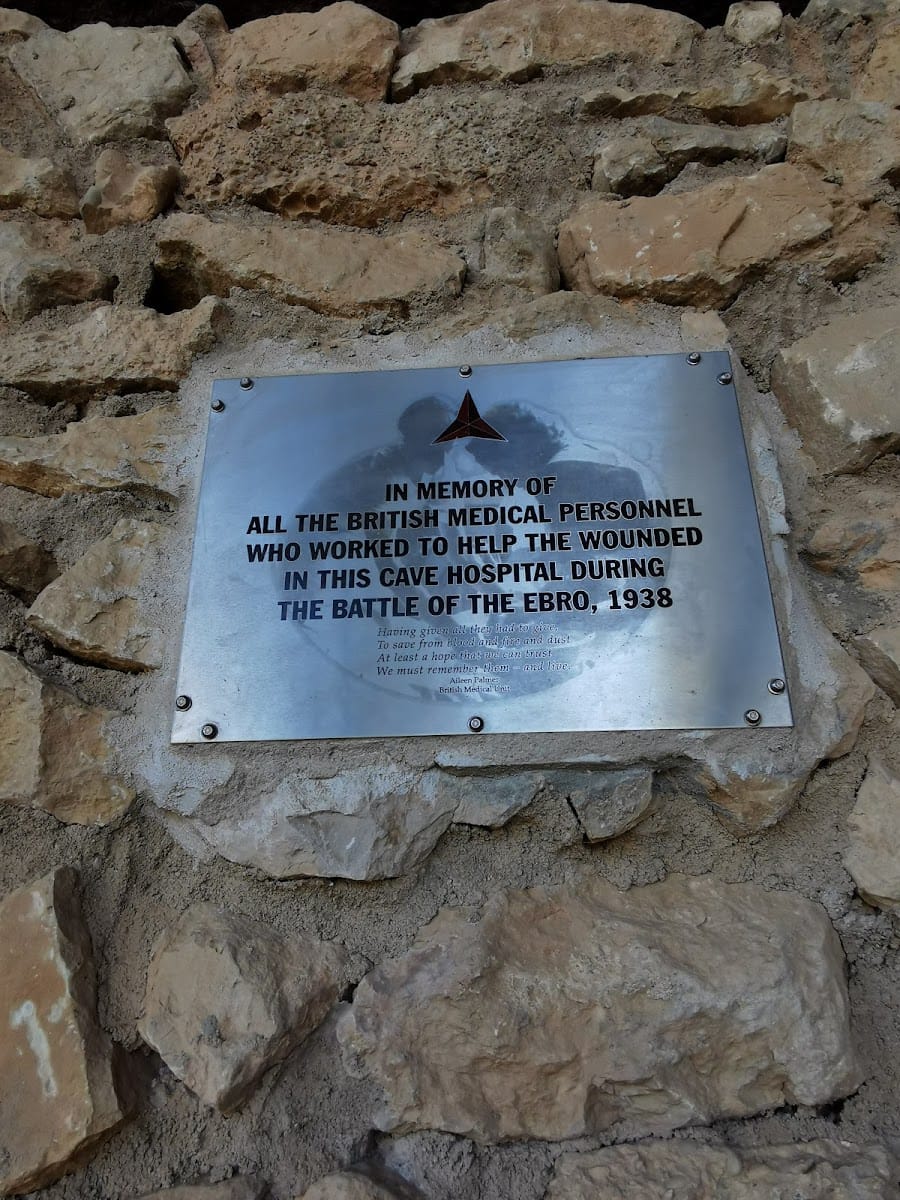 IN MEMORY OF
ALL THE BRITISH MEDICAL PERSONNEL
WHO WORKED TO HELP THE WOUNDED
IN THIS CAVE HOSPITAL DURING
THE BATTLE OF THE EBRO, 1938
Having given all they had to give,
To save from blood and fire and dust
At least a hope that we can trust
We must remember them – and live.
Aileen Palmer
British Medical Unit